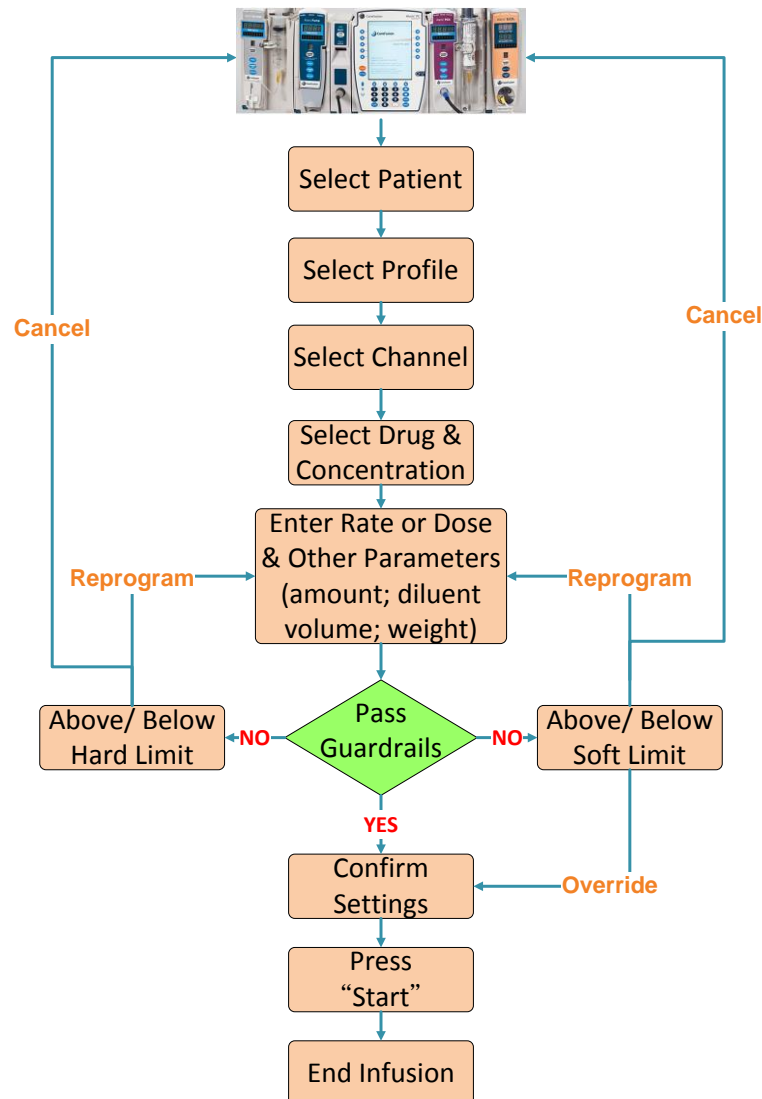 Select Patient
Select Profile
Cancel
Cancel
Select Channel
Select Drug &
Concentration
Enter Rate or Dose
& Other Parameters
(amount; diluent
volume; weight)
Reprogram
Reprogram
Above/ Below
Hard Limit
NO
Pass
Guardrails
NO
Above/ Below
Soft Limit
YES
Confirm
Settings
Override
Press
“Start”
End Infusion